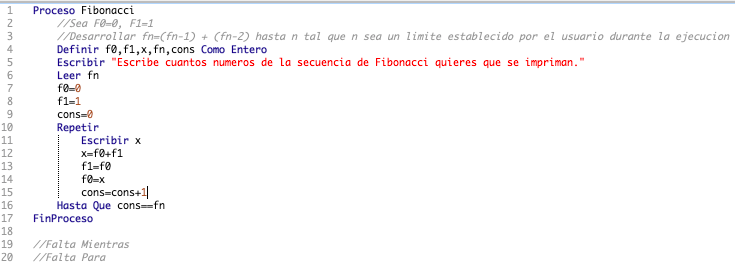 1 Proceso Fibonacci
2 //Sea F0=0, F1=1
3 //Desarrollar fn=(fn-1) + (fn-2) hasta n tal que n sea un limite establecido por el usuario durante la ejecucion
4 Definir f0,f1,x,fn,cons Como Entero
5 Escribir "Escribe cuantos numeros de la secuencia de Fibonacci quieres que se impriman."
6 Leer fn
7 f0=0
8 f1=1
9 cons=0
10 Repetir
11 Escribir x
12 x=f0+f1
13 f1=f0
14 f0=x
15 cons=cons+1
16 Hasta Que cons==fn
17 FinProceso
18
19 //Falta Mientras
20 //Falta Para